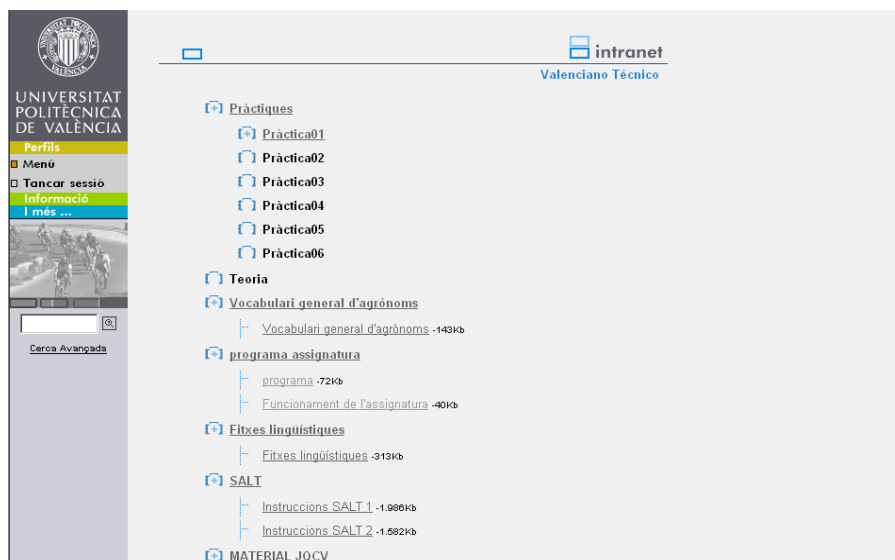 UNIVERSITAT
POLITÈCNICA
DE VALÈNCIA
Perfils
Menú
Tancar sessió
Informació
I més ...
Cerca Avançada
intranet
Valenciano Técnico
Pràctiques
Pràctica01
Pràctica02
Pràctica03
Pràctica04
Pràctica05
Pràctica06
Teoria
Vocabulari general d'agrònoms
Vocabulari general d'agrònoms -143Kb
programa assignatura
programa -72Kb
Funcionament de l'assignatura -40Kb
Fitxes lingüístiques
Fitxes lingüístiques -313Kb
SALT
Instruccions SALT 1 -1.986Kb
Instruccions SALT 2 -1.582Kb
MATERIAL JQCV